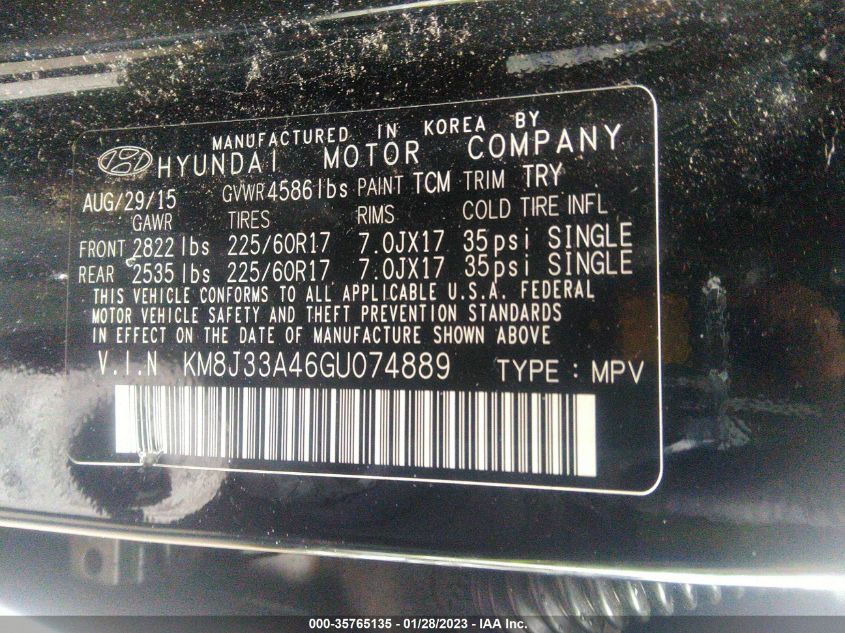 MANUFACTURED IN KOREA BY
HYUNDAI MOTOR COMPANY
AUG/29/15 GVWR 4586 lbs PAINT TCM TRIM TRY
GAWR TIRES RIMS COLD TIRE INFL
FRONT 2822 lbs 225/60R17 7.0JX17 35psi SINGLE
REAR 2535 lbs 225/60R17 7.0JX17 35psi SINGLE
THIS VEHICLE CONFORMS TO ALL APPLICABLE U.S.A. FEDERAL
MOTOR VEHICLE SAFETY AND THEFT PREVENTION STANDARDS
IN EFFECT ON THE DATE OF MANUFACTURE SHOWN ABOVE
V.I.N KM8J33A46GU074889 TYPE : MPV
000-35765135 - 01/28/2023 - IAA Inc.